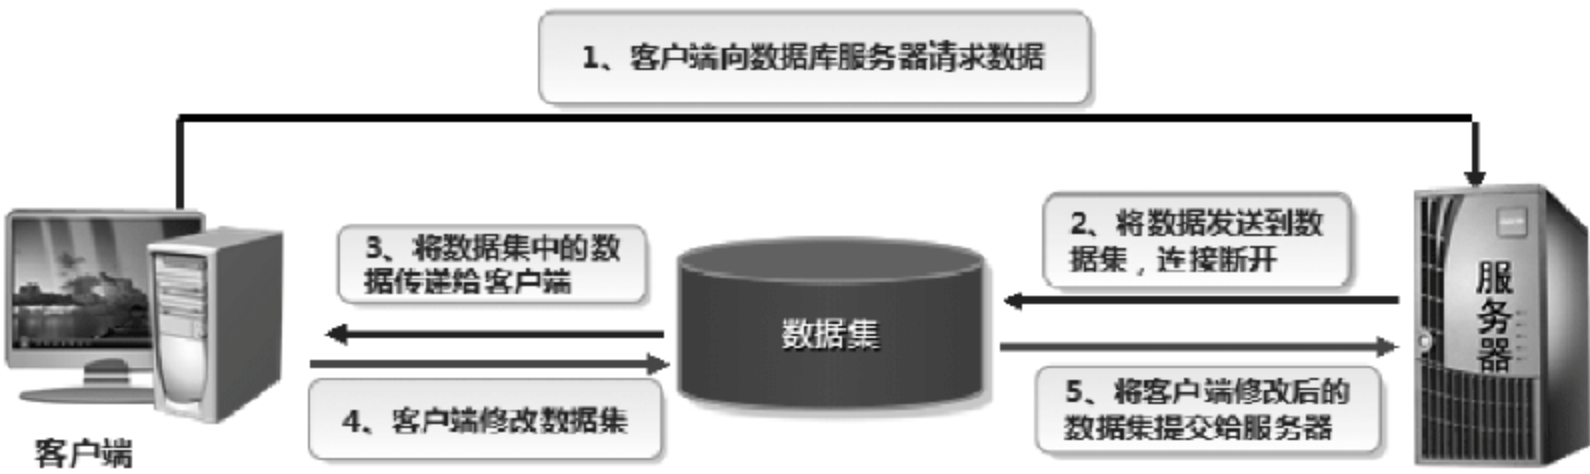 1、客户端向数据库服务器请求数据
2、将数据发送到数
据集，连接断开
3、将数据集中的数
据传递给客户端
数据集
服
务
器
4、客户端修改数据集
5、将客户端修改后的
数据集提交给服务器
客户端